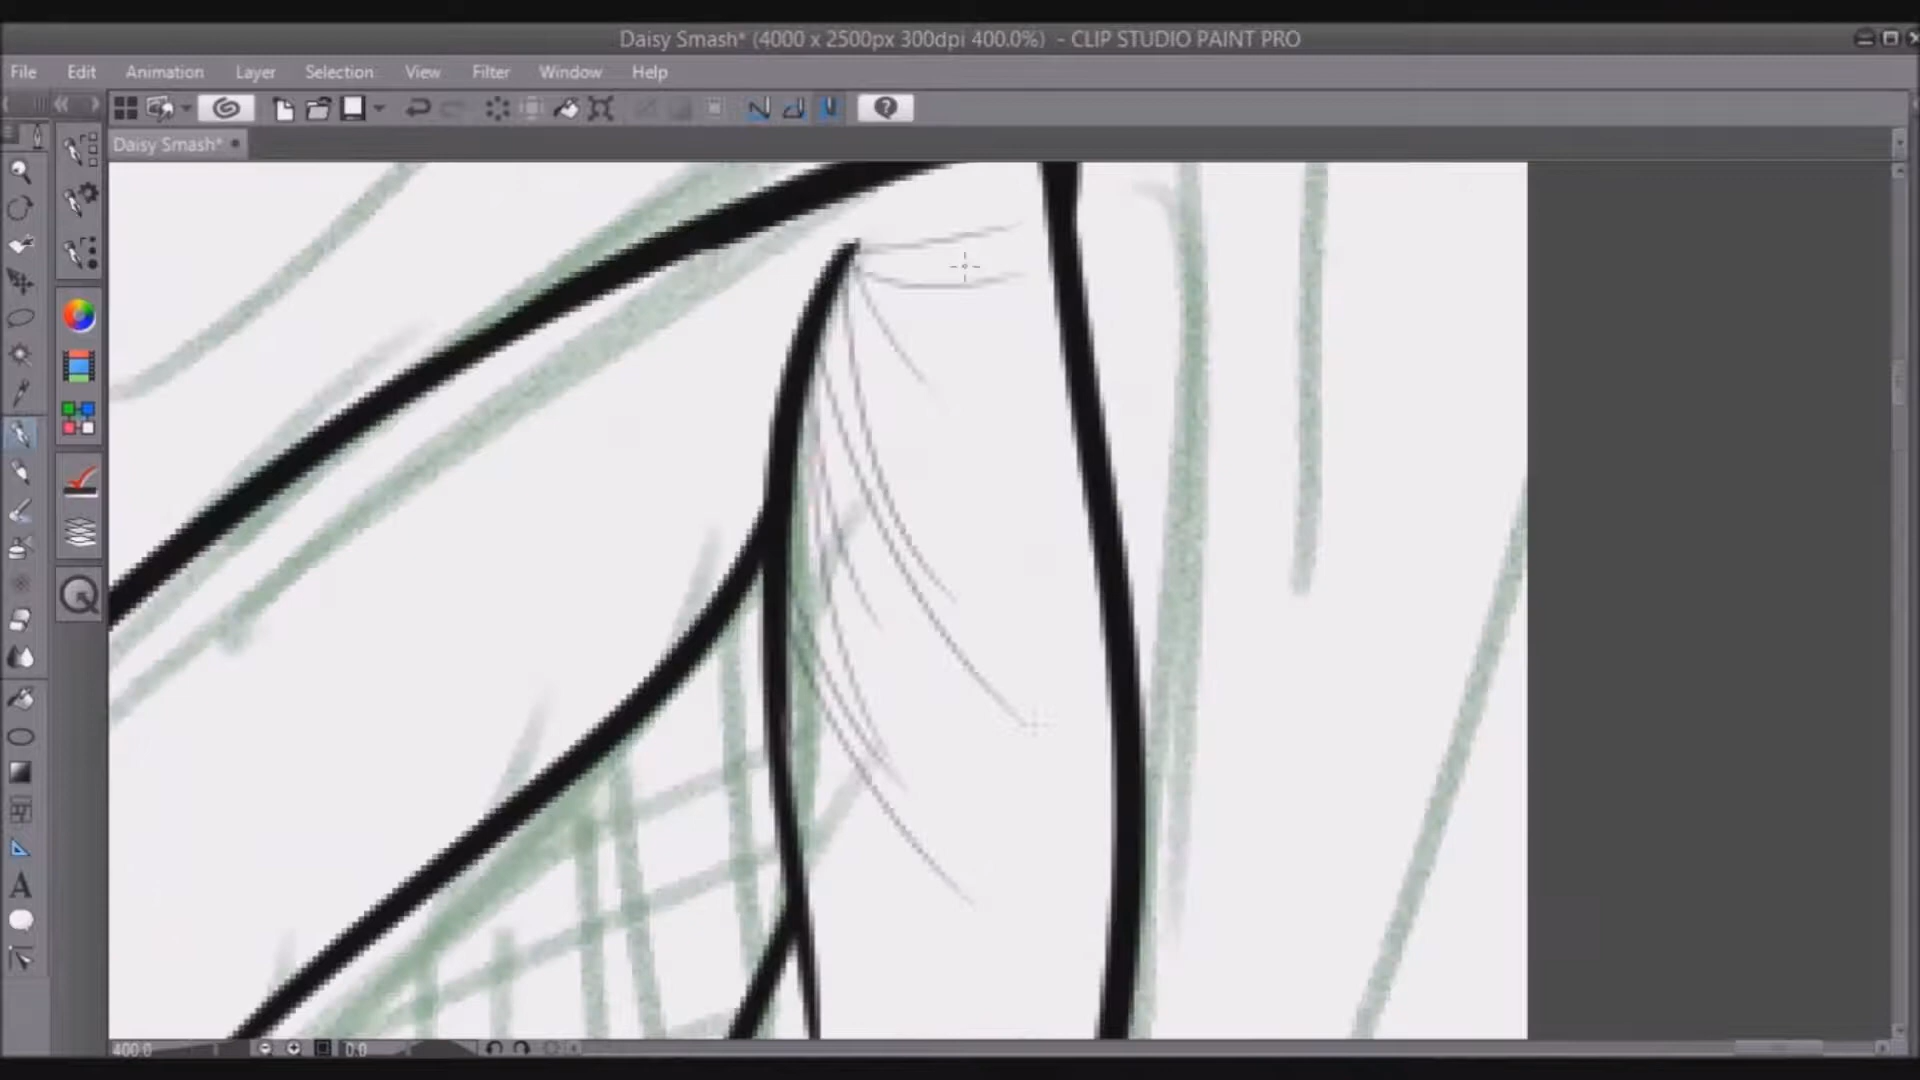 Daisy Smash* (4000 x 2500px 300dpi 400.0%) - CLIP STUDIO PAINT PRO
File Edit Animation Layer Selection View Filter Window Help
Daisy Smash*
400.0 0.0